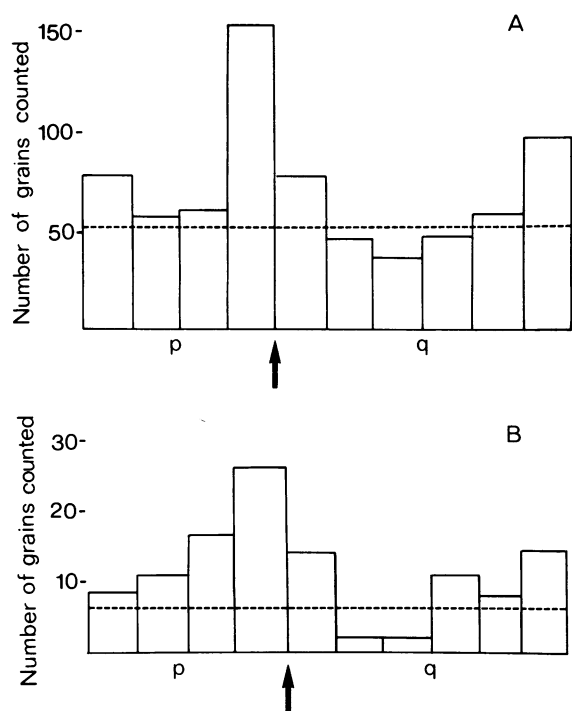 A
Number of grains counted
150-
100-
50-
p
q
B
Number of grains counted
30-
20-
10-
p
q